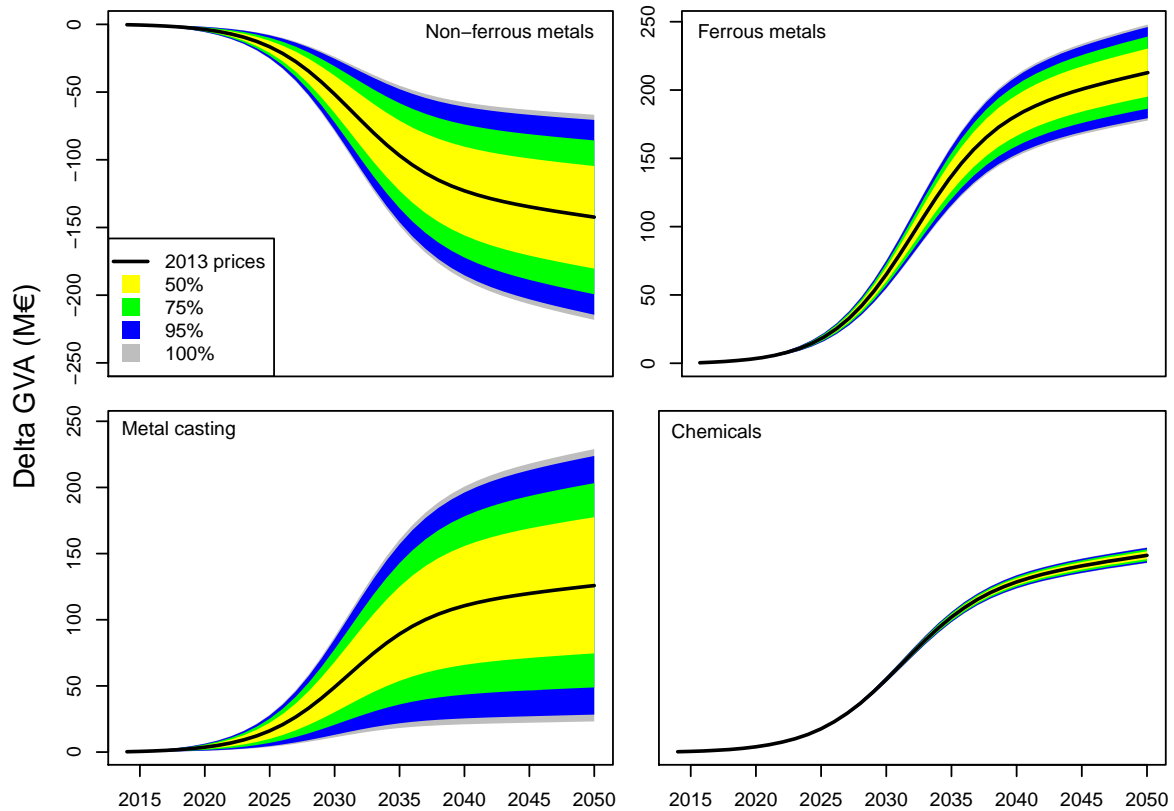 Delta GVA (M€)
Non−ferrous metals
0
−50
−100
−150
−200
−250
2013 prices
50%
75%
95%
100%
Ferrous metals
250
200
150
100
50
0
Metal casting
250
200
150
100
50
0
2015 2020 2025 2030 2035 2040 2045 2050
Chemicals
2015 2020 2025 2030 2035 2040 2045 2050